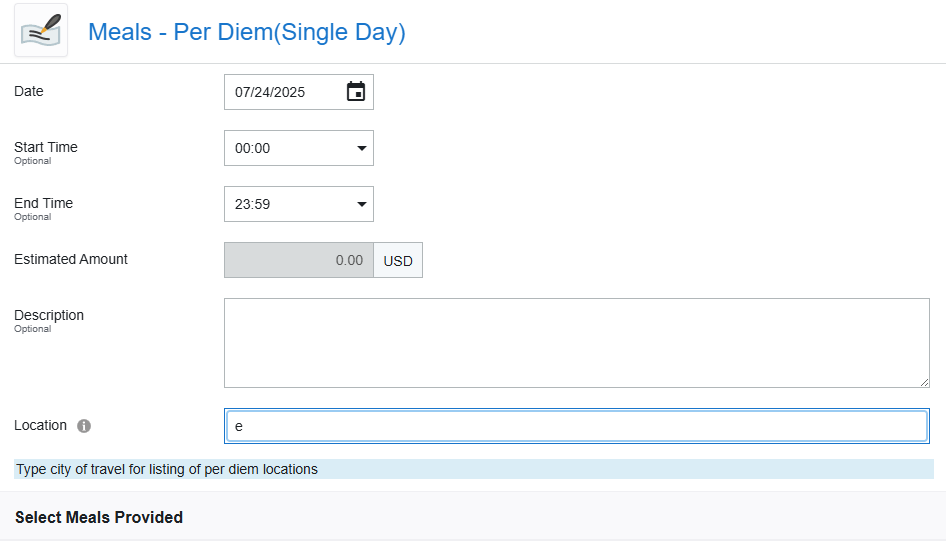 Meals - Per Diem(Single Day)
Date
07/24/2025
Start Time
Optional
00:00
End Time
Optional
23:59
Estimated Amount
0.00
USD
Description
Optional
Location
e
Type city of travel for listing of per diem locations
Select Meals Provided